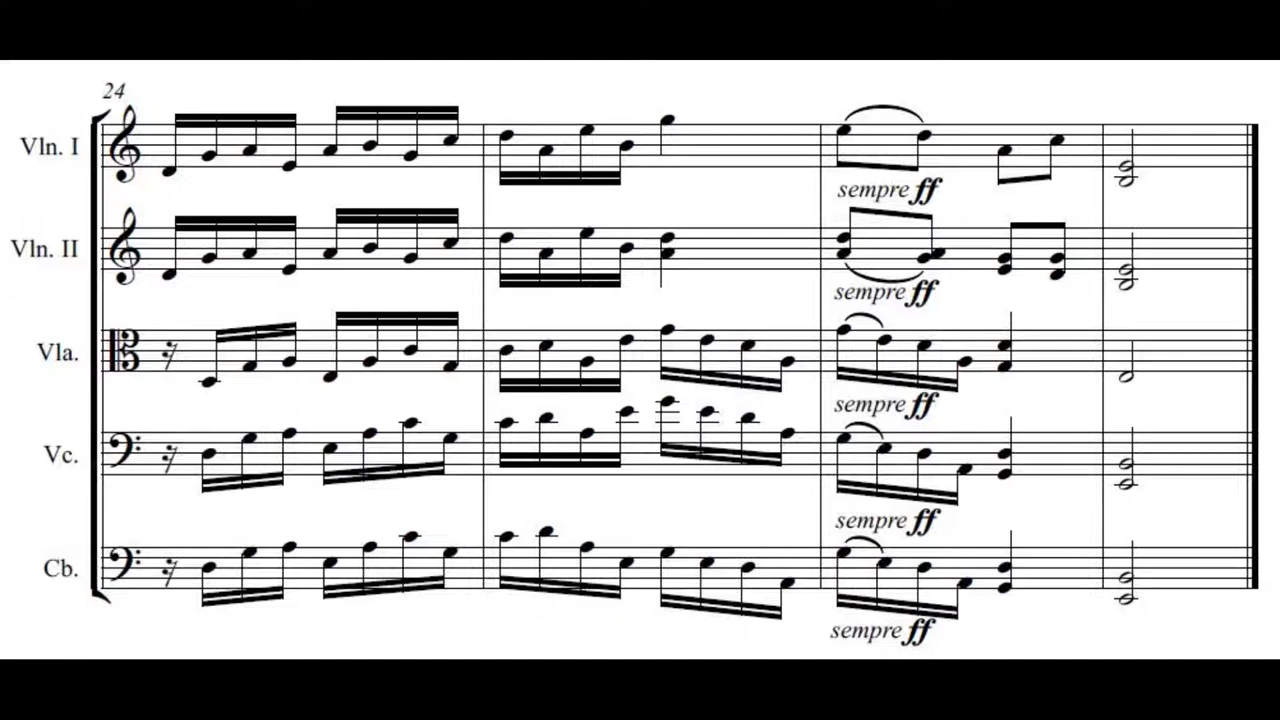 24
Vln. I
sempre ff
Vln. II
sempre ff
Vla.
sempre ff
Vc.
sempre ff
Cb.
sempre ff